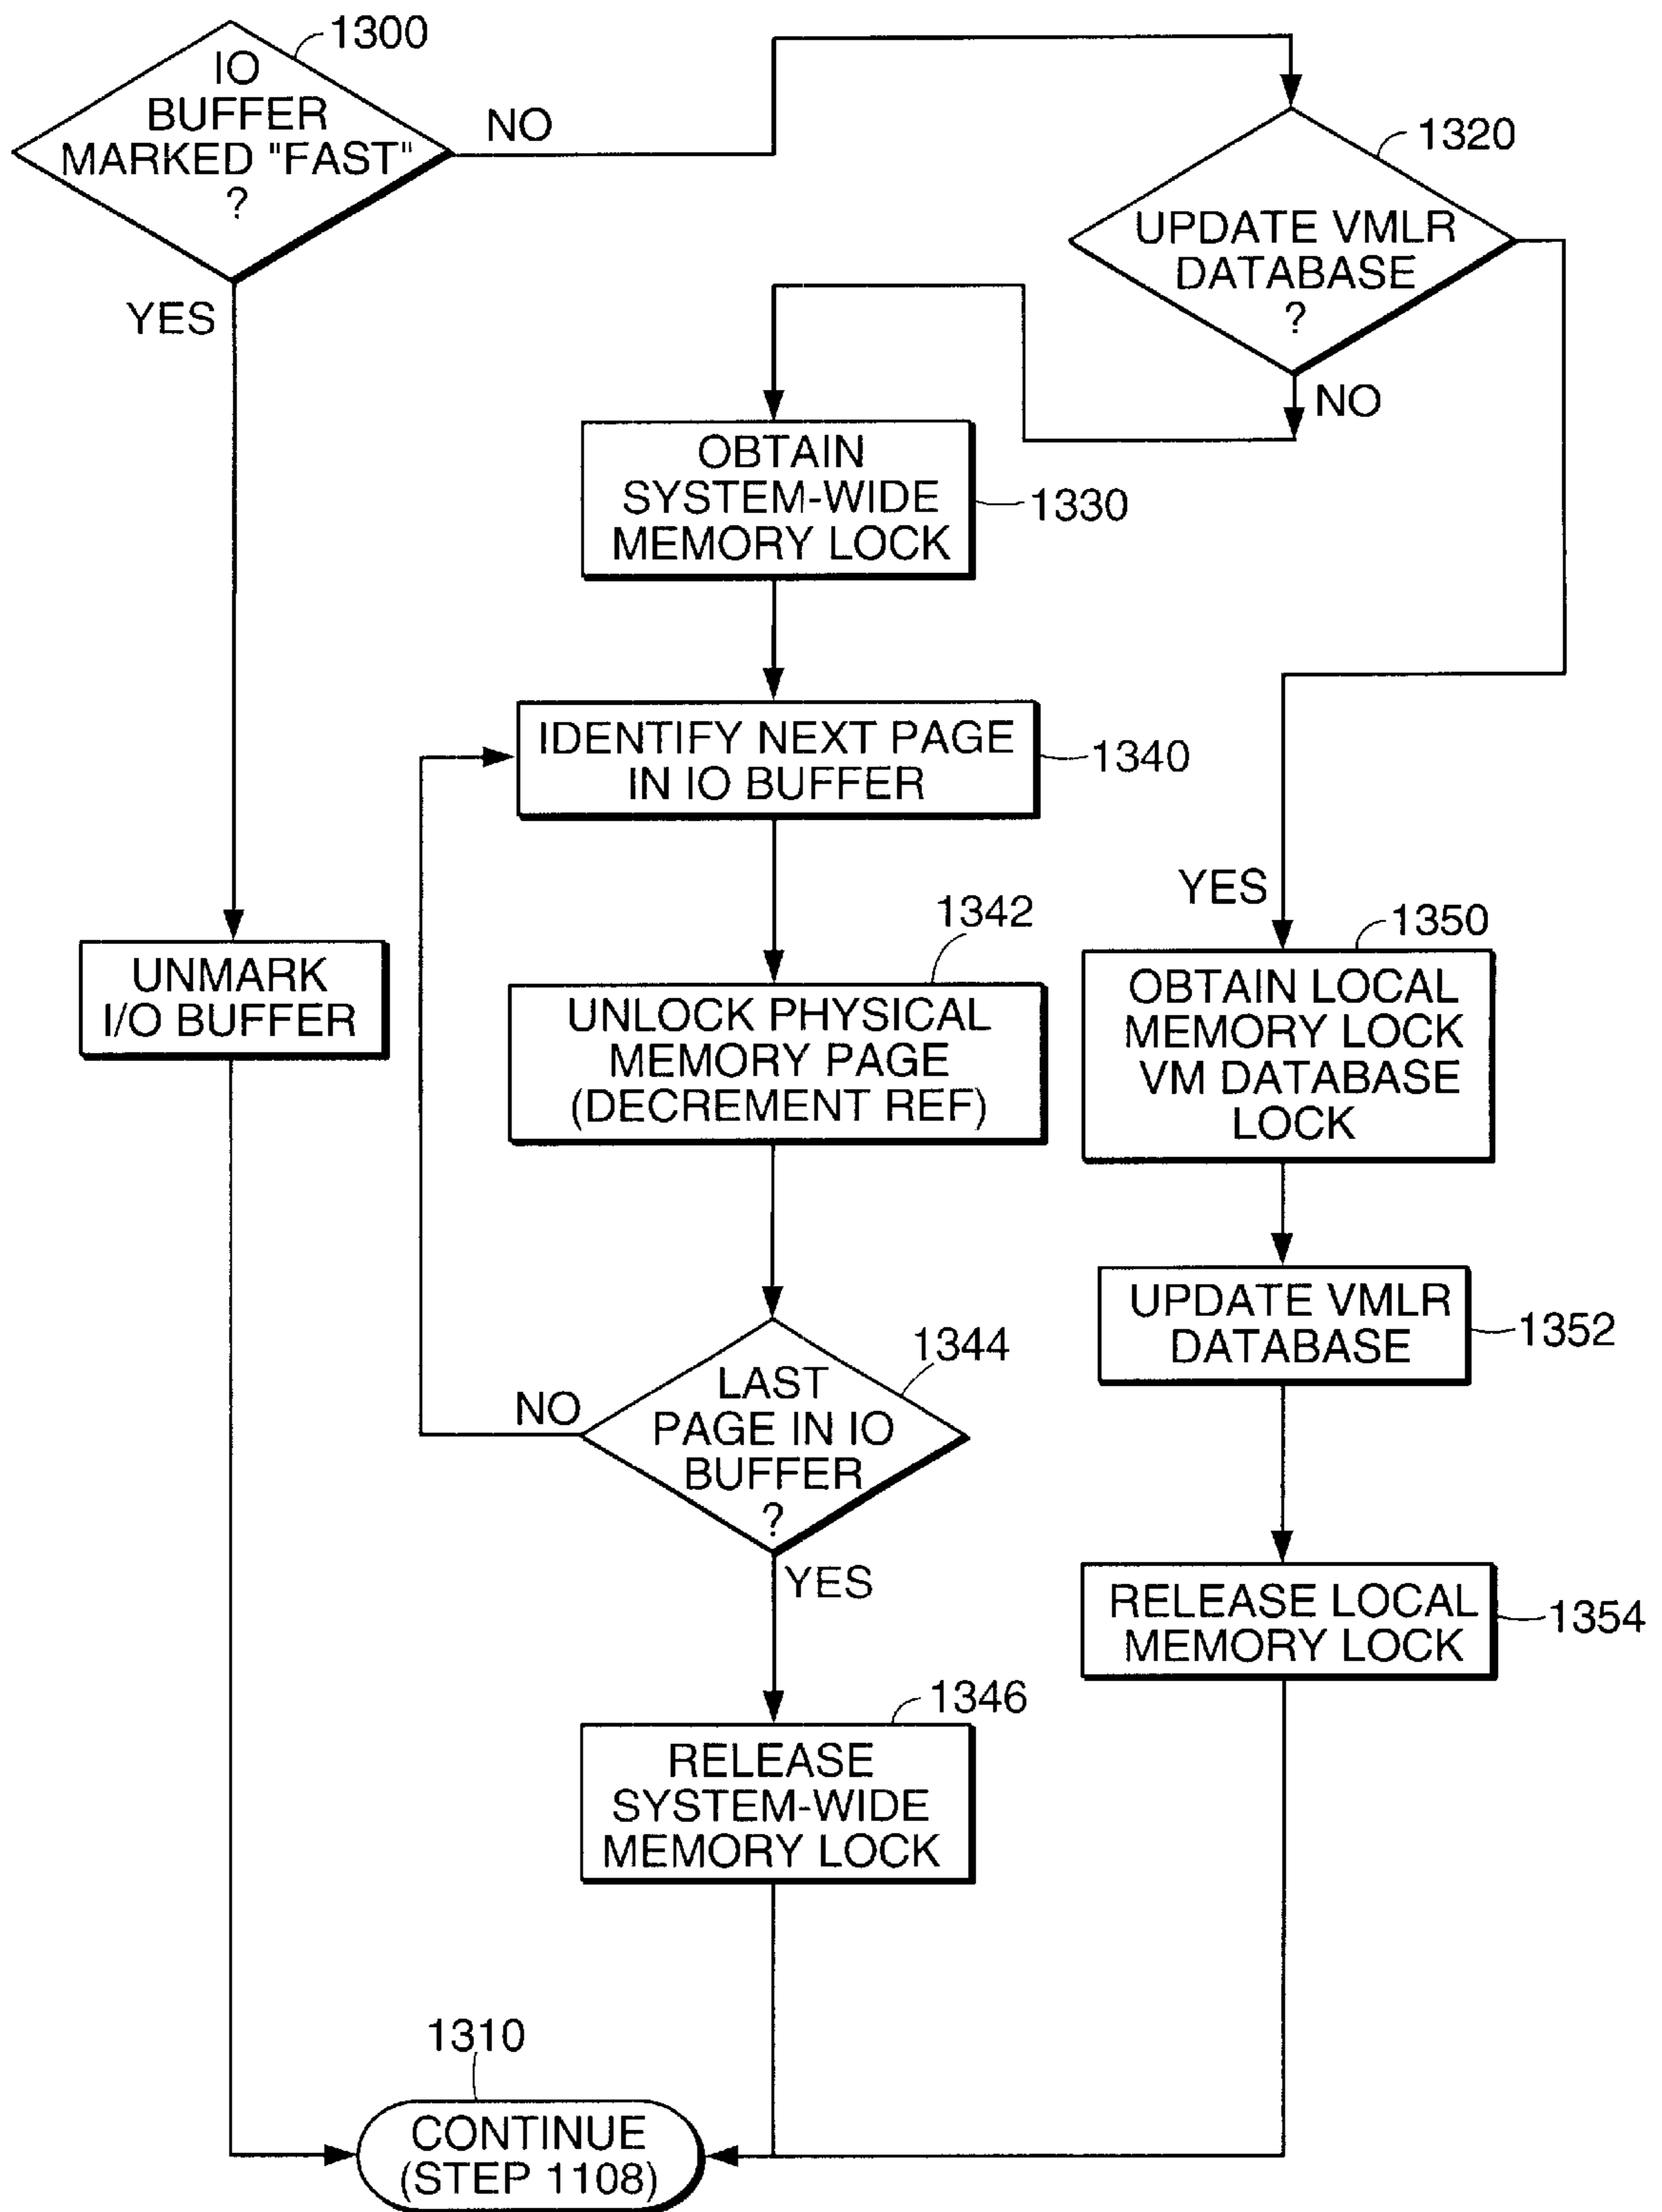 1300
IO
BUFFER
MARKED "FAST"
?
NO
YES
1320
UPDATE VMLR
DATABASE
?
NO
OBTAIN
SYSTEM-WIDE
MEMORY LOCK
1330
IDENTIFY NEXT PAGE
IN IO BUFFER
1340
YES
1342
1350
UNMARK
I/O BUFFER
UNLOCK PHYSICAL
MEMORY PAGE
(DECREMENT REF)
OBTAIN LOCAL
MEMORY LOCK
VM DATABASE
LOCK
1344
LAST
PAGE IN IO
BUFFER
?
NO
YES
UPDATE VMLR
DATABASE
1352
RELEASE LOCAL
MEMORY LOCK
1354
1346
RELEASE
SYSTEM-WIDE
MEMORY LOCK
1310
CONTINUE
(STEP 1108)